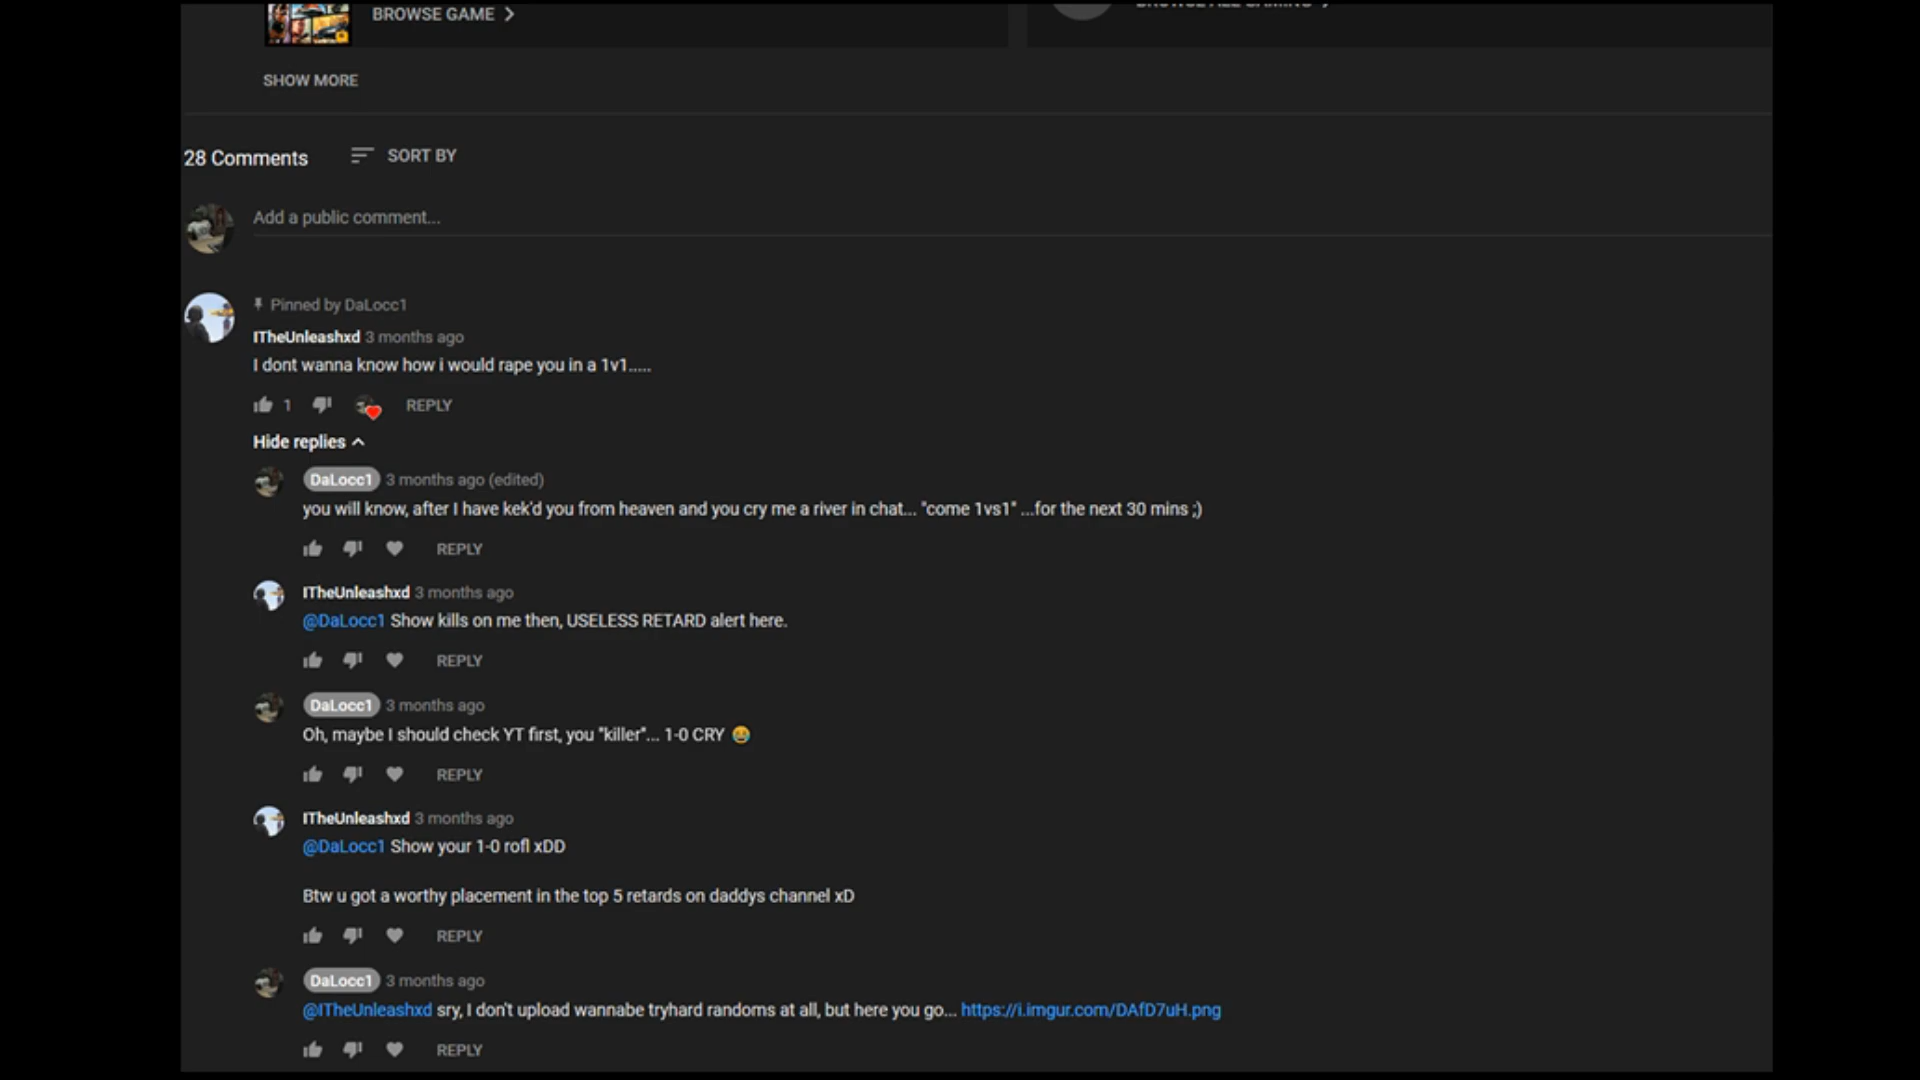 BROWSE GAME
BROWSE ALL GAMING
SHOW MORE
28 Comments
SORT BY
Add a public comment...
Pinned by DaLocc1
ITheUnleashxd 3 months ago
I dont wanna know how i would rape you in a 1v1.....
1 REPLY
Hide replies
DaLocc1 3 months ago (edited)
you will know, after I have kek'd you from heaven and you cry me a river in chat... "come 1vs1" ...for the next 30 mins ;)
REPLY
ITheUnleashxd 3 months ago
@DaLocc1 Show kills on me then, USELESS RETARD alert here.
REPLY
DaLocc1 3 months ago
Oh, maybe I should check YT first, you "killer"... 1-0 CRY 😂
REPLY
ITheUnleashxd 3 months ago
@DaLocc1 Show your 1-0 rofl xDD
Btw u got a worthy placement in the top 5 retards on daddys channel xD
REPLY
DaLocc1 3 months ago
@ITheUnleashxd sry, I don't upload wannabe tryhard randoms at all, but here you go... https://i.imgur.com/DAfD7uH.png
REPLY